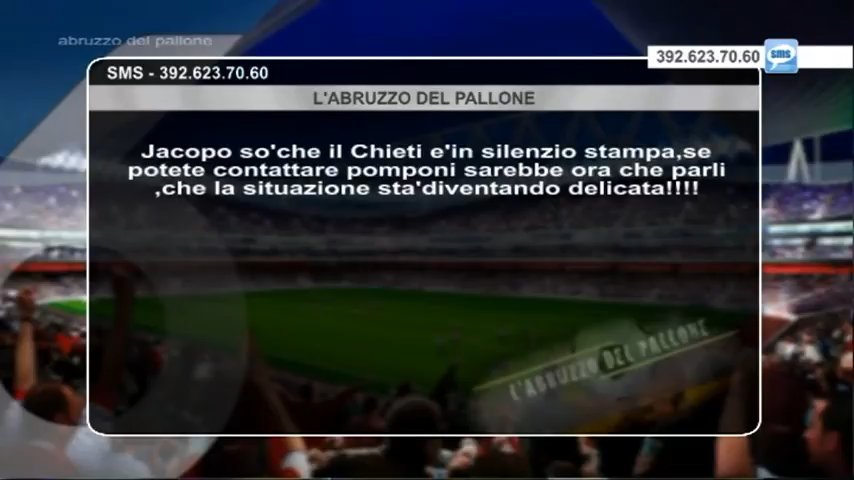 abruzzo del pallone
392.623.70.60
sms
SMS - 392.623.70.60
L'ABRUZZO DEL PALLONE
Jacopo so'che il Chieti e'in silenzio stampa,se
potete contattare pomponi sarebbe ora che parli
,che la situazione sta'diventando delicata!!!!
L'ABRUZZO DEL PALLONE